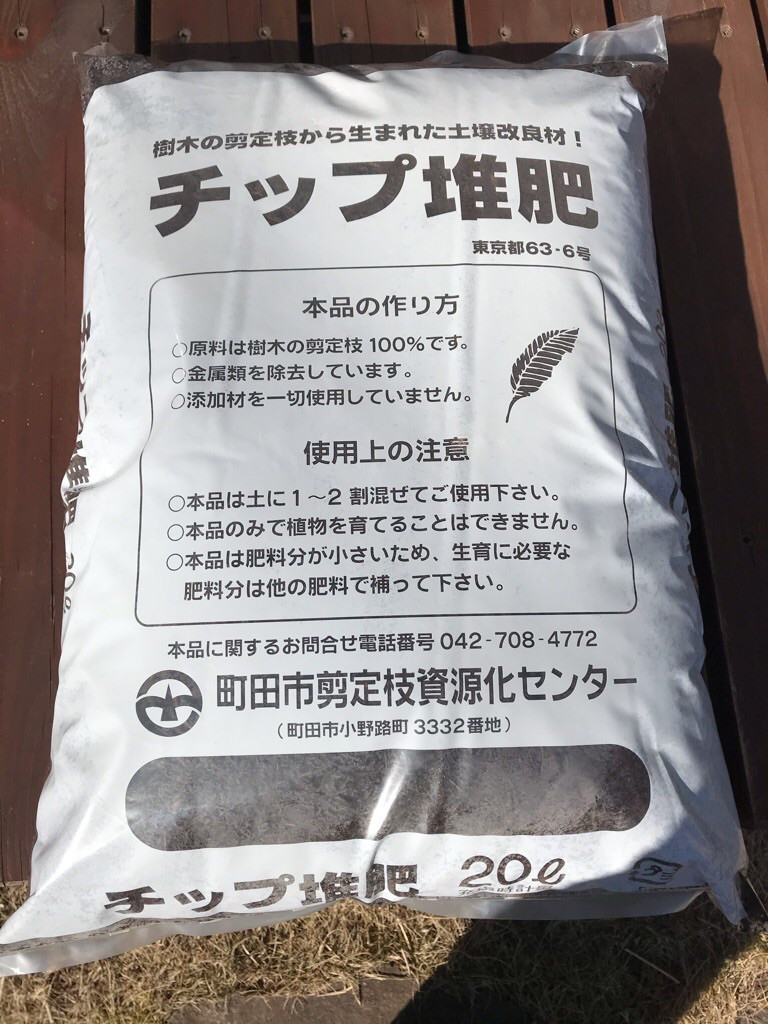 樹木の剪定枝から生まれた土壌改良材！
チップ堆肥
東京都63-6号
本品の作り方
○原料は樹木の剪定枝100%です。
○金属類を除去しています。
○添加材を一切使用していません。
使用上の注意
○本品は土に1～2割混ぜてご使用下さい。
○本品のみで植物を育てることはできません。
○本品は肥料分が小さいため、生育に必要な
肥料分は他の肥料で補って下さい。
本品に関するお問合せ電話番号 042-708-4772
町田市剪定枝資源化センター
（町田市小野路町3332番地）
チップ堆肥 20ℓ
チップ堆肥 20ℓ